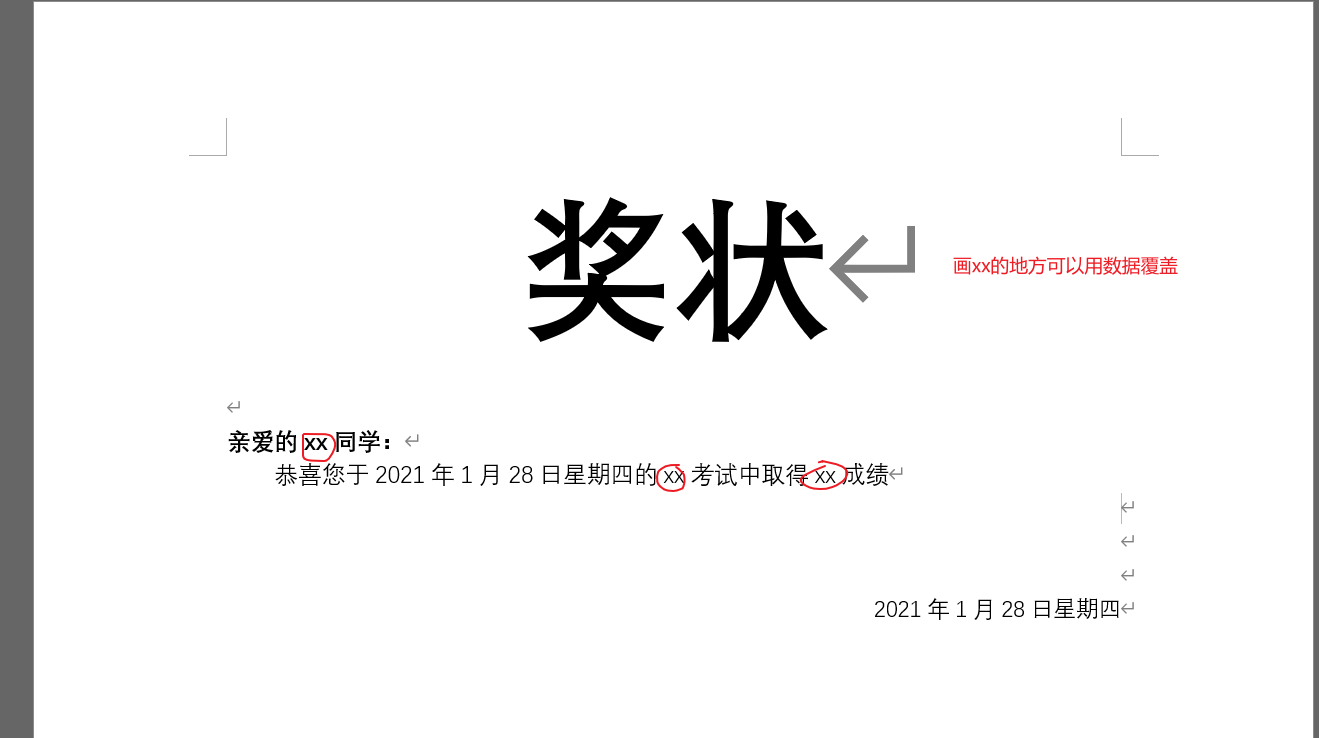 奖状
画xx的地方可以用数据覆盖
亲爱的 xx 同学：
恭喜您于 2021 年 1 月 28 日星期四的 xx 考试中取得 xx 成绩
2021 年 1 月 28 日星期四